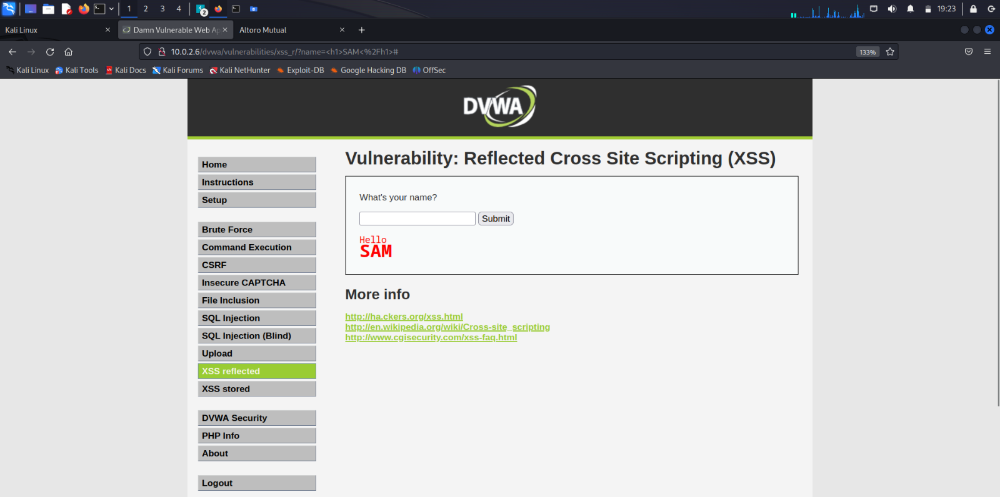 1 2 3 4 2 19:23
Kali Linux Damn Vulnerable Web Ap Altoro Mutual
10.0.2.6/dvwa/vulnerabilities/xss_r/?name=<h1>SAM<%2Fh1># 133%
Kali Linux Kali Tools Kali Docs Kali Forums Kali NetHunter Exploit-DB Google Hacking DB OffSec
DVWA
Home
Instructions
Setup
Brute Force
Command Execution
CSRF
Insecure CAPTCHA
File Inclusion
SQL Injection
SQL Injection (Blind)
Upload
XSS reflected
XSS stored
DVWA Security
PHP Info
About
Logout
Vulnerability: Reflected Cross Site Scripting (XSS)
What's your name?
Submit
Hello
SAM
More info
http://ha.ckers.org/xss.html
http://en.wikipedia.org/wiki/Cross-site_scripting
http://www.cgisecurity.com/xss-faq.html